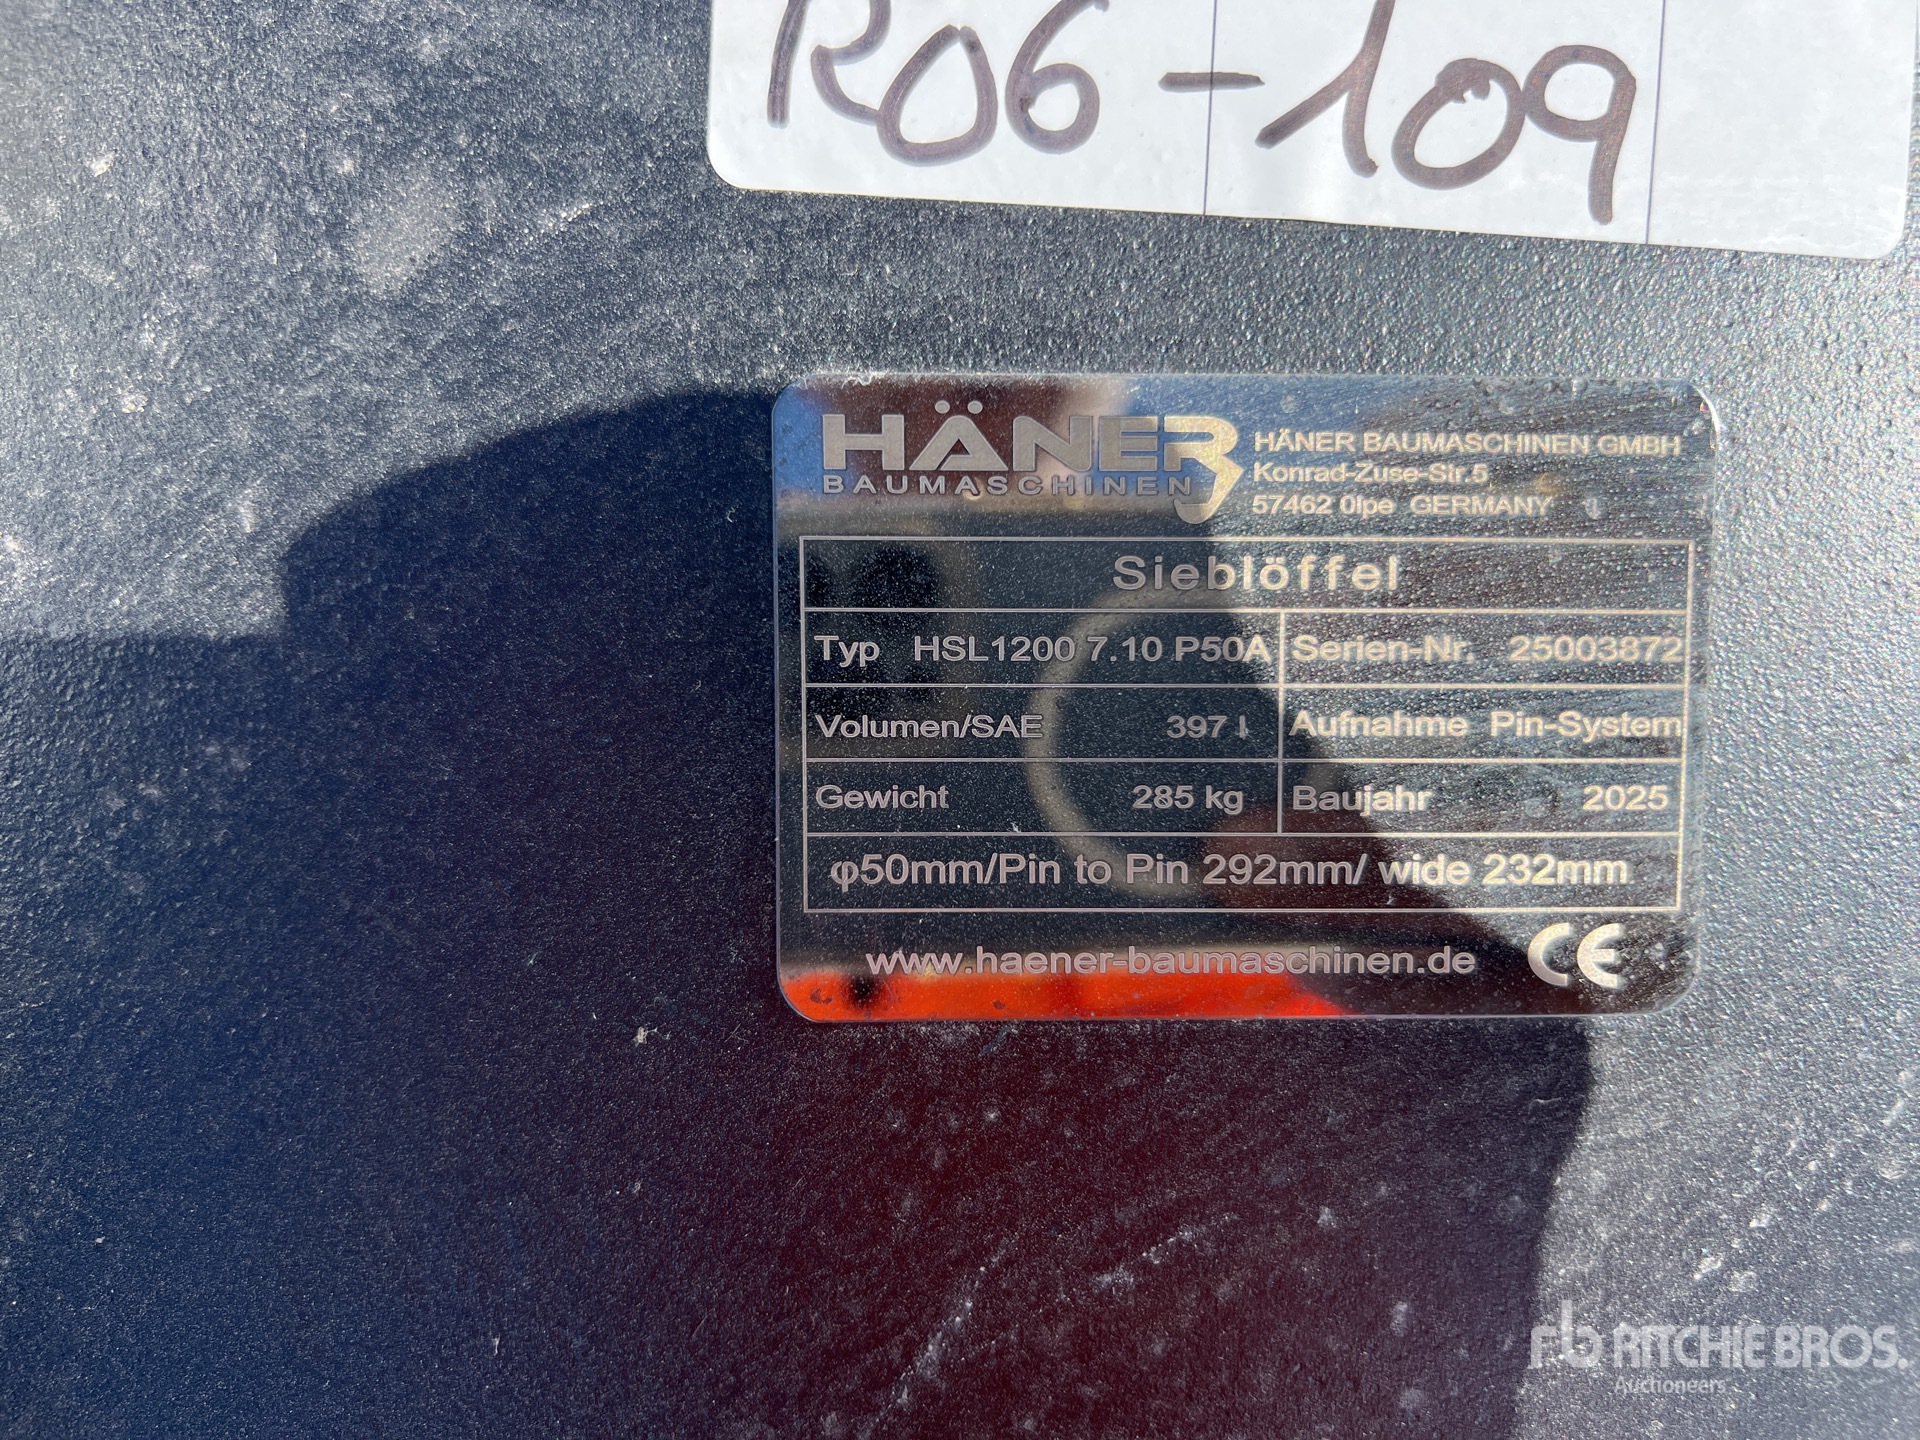 R06-109
HÄNER
BAUMASCHINEN
HÄNER BAUMASCHINEN GMBH
Konrad-Zuse-Str.5
57462 Olpe GERMANY
Sieblöffel
Typ HSL1200 7.10 P50A Serien-Nr. 25003872
Volumen/SAE 397 l Aufnahme Pin-System
Gewicht 285 kg Baujahr 2025
φ50mm/Pin to Pin 292mm/ wide 232mm
www.haener-baumaschinen.de CE
rb RITCHIE BROS.
Auctioneers